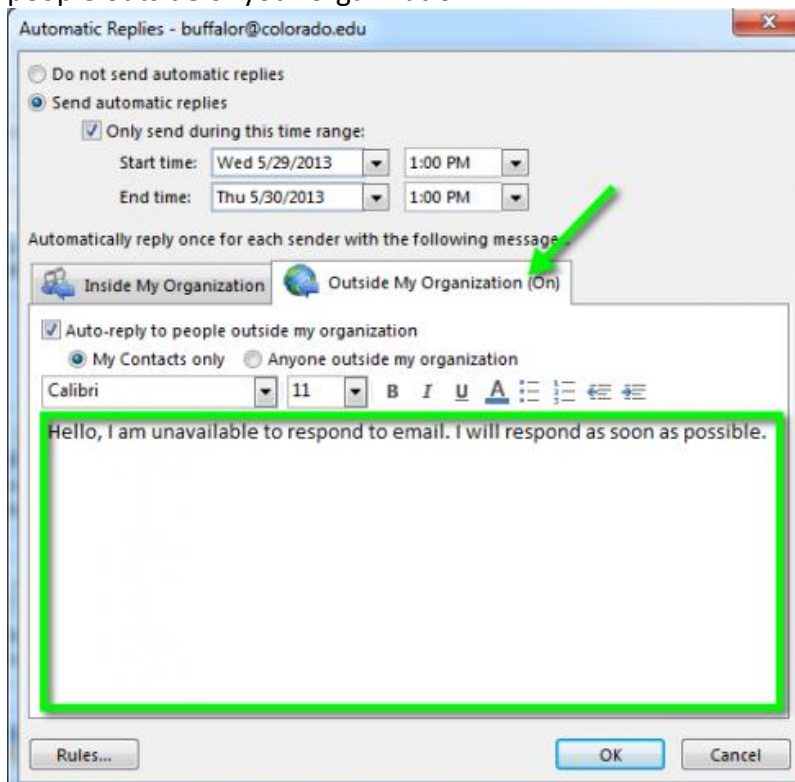 Automatic Replies - buffalor@colorado.edu
Do not send automatic replies
Send automatic replies
Only send during this time range:
Start time: Wed 5/29/2013 1:00 PM
End time: Thu 5/30/2013 1:00 PM
Automatically reply once for each sender with the following message
Inside My Organization Outside My Organization (On)
Auto-reply to people outside my organization
My Contacts only Anyone outside my organization
Calibri 11 B I U A
Hello, I am unavailable to respond to email. I will respond as soon as possible.
Rules... OK Cancel